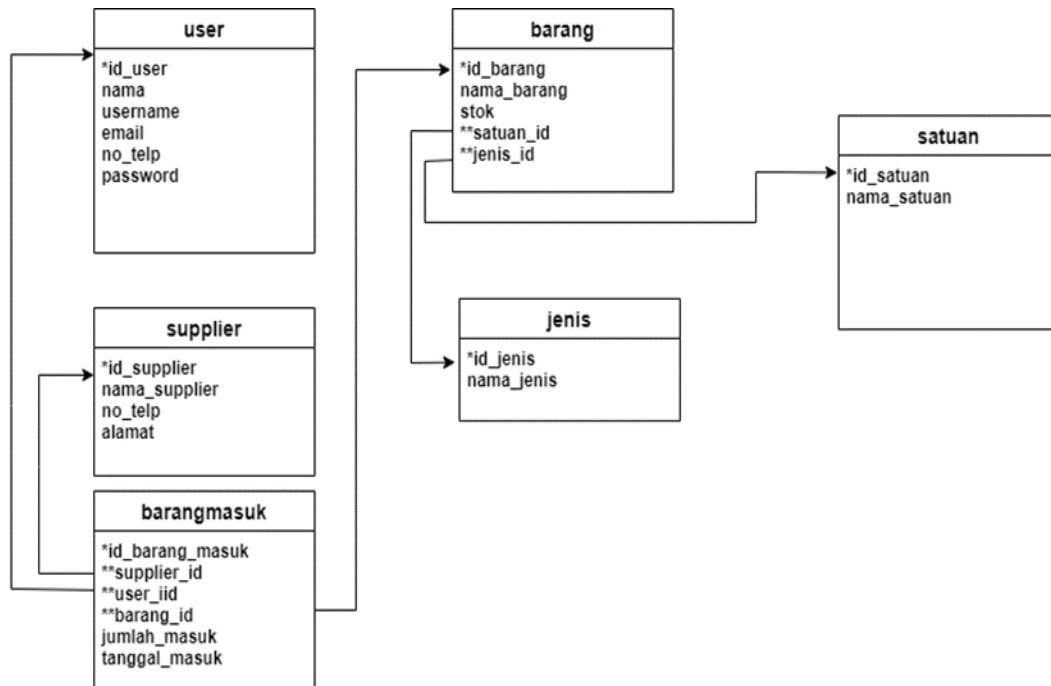 user
*id_user
nama
username
email
no_telp
password
barang
*id_barang
nama_barang
stok
**satuan_id
**jenis_id
satuan
*id_satuan
nama_satuan
supplier
*id_supplier
nama_supplier
no_telp
alamat
jenis
*id_jenis
nama_jenis
barangmasuk
*id_barang_masuk
**supplier_id
**user_iid
**barang_id
jumlah_masuk
tanggal_masuk